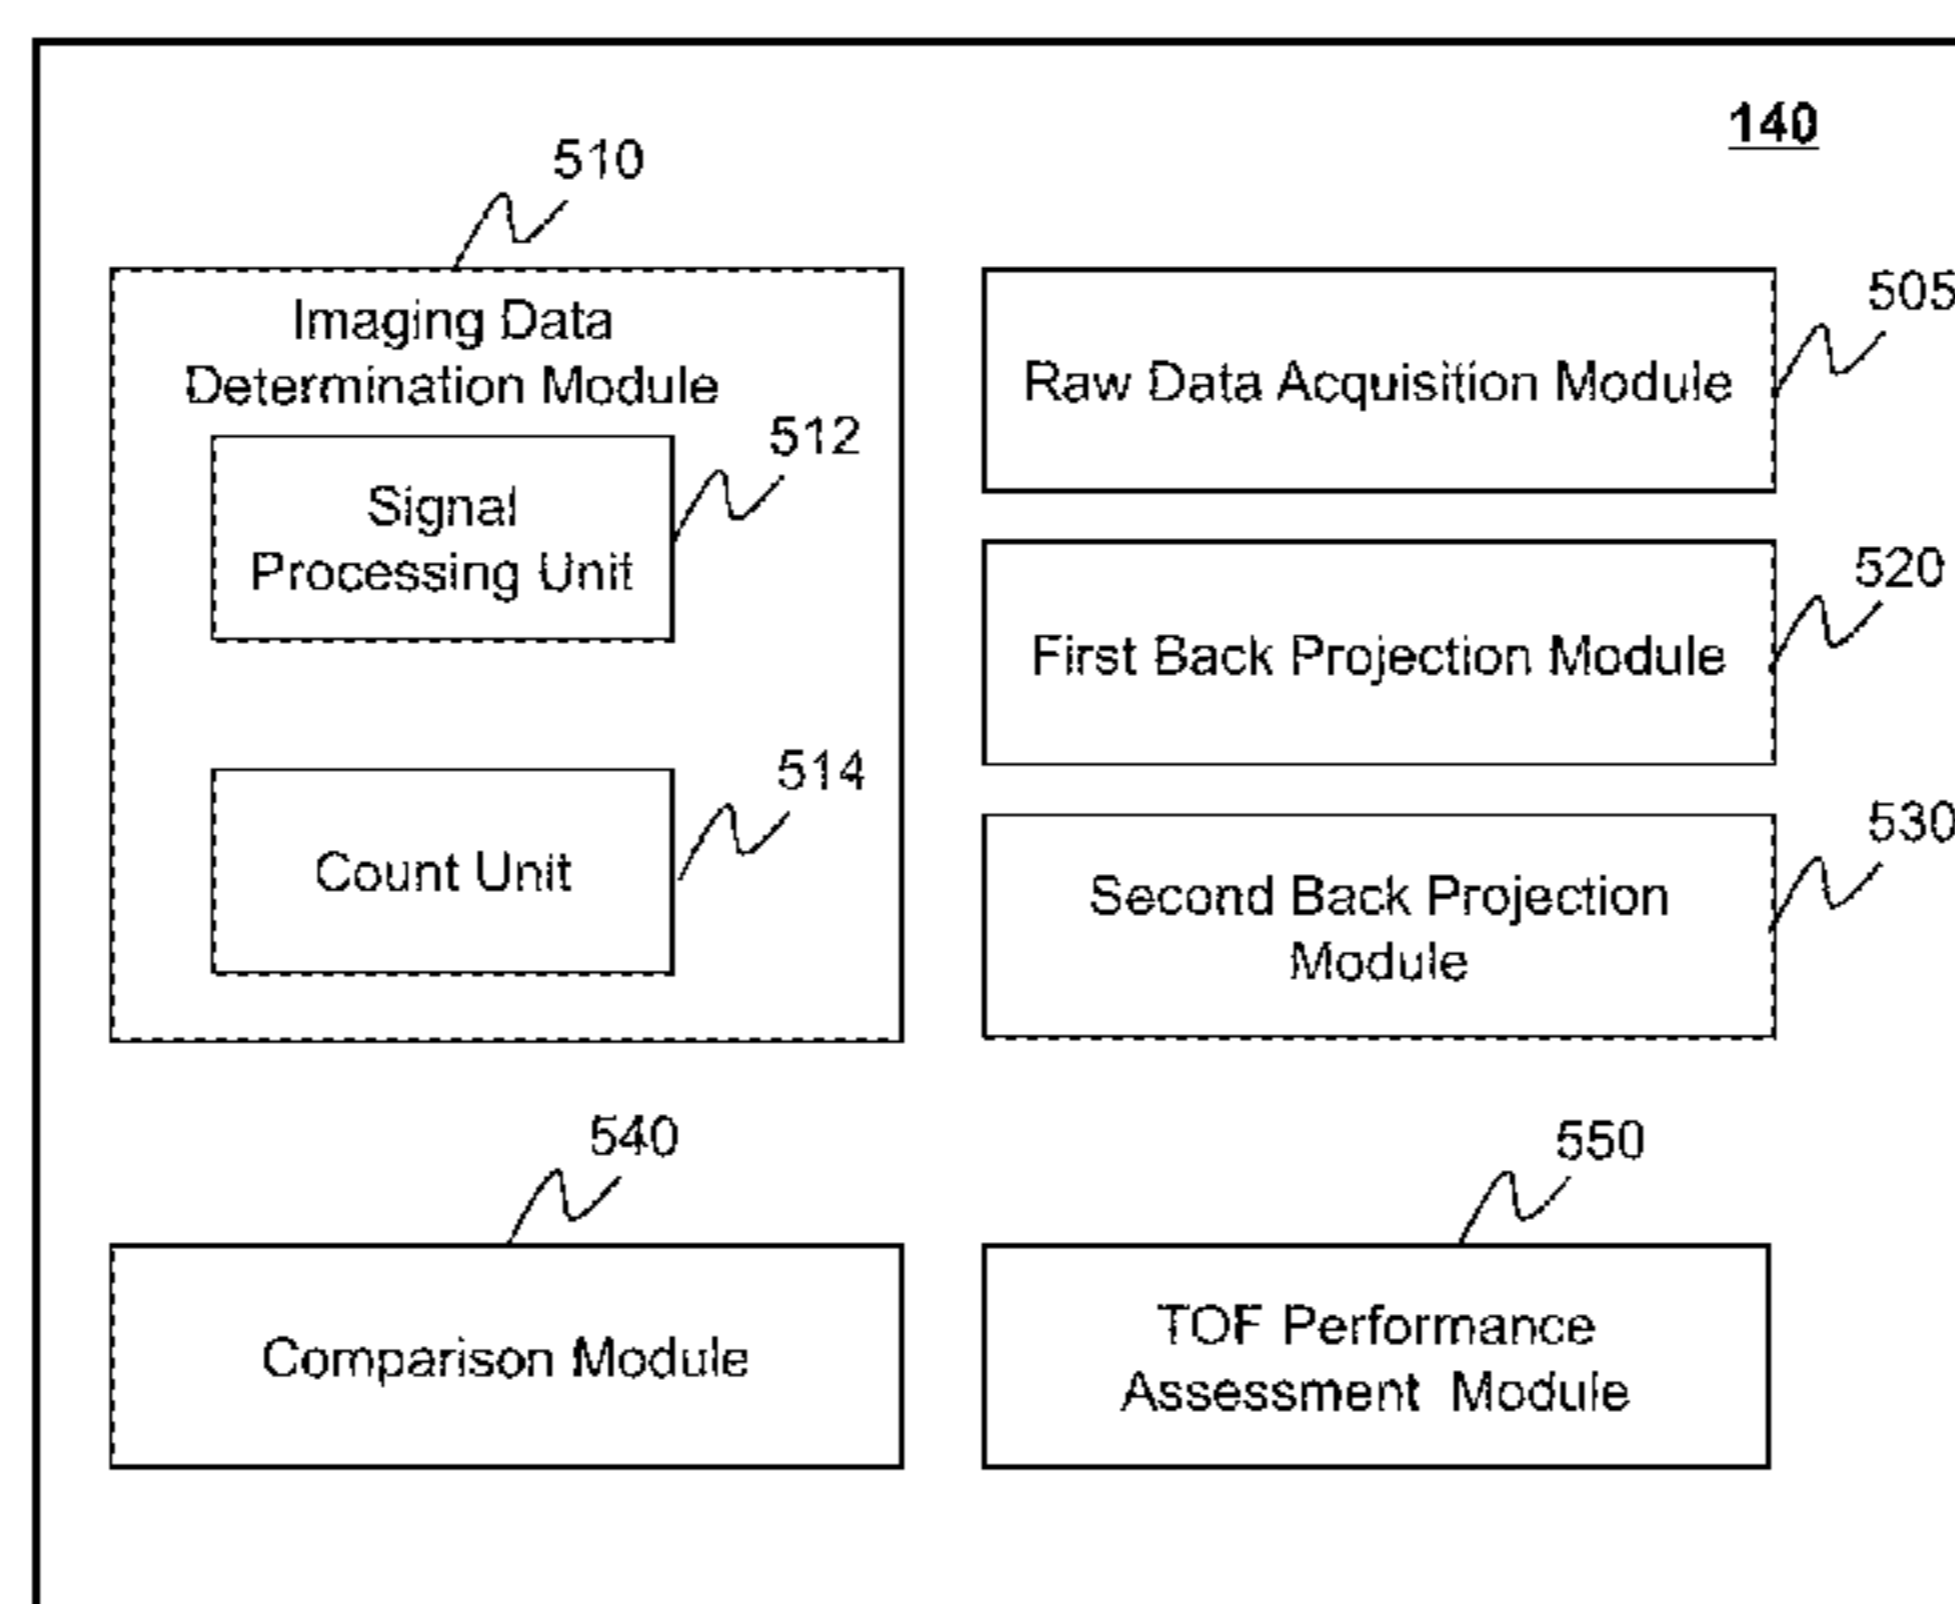 140
510
Imaging Data
Determination Module
512
Signal
Processing Unit
514
Count Unit
505
Raw Data Acquisition Module
520
First Back Projection Module
530
Second Back Projection
Module
540
Comparison Module
550
TOF Performance
Assessment Module